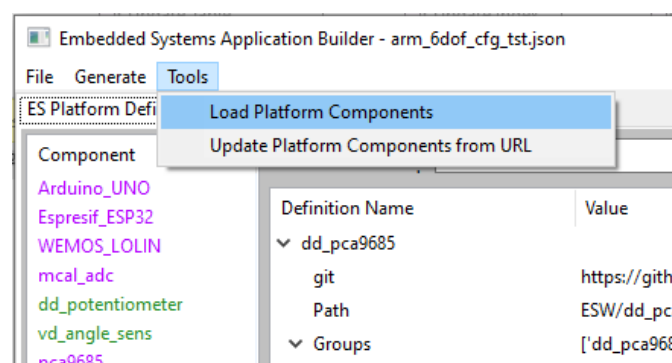 Embedded Systems Application Builder - arm_6dof_cfg_tst.json
File Generate Tools
ES Platform Defi
Load Platform Components
Update Platform Components from URL
Component
Arduino_UNO
Espresif_ESP32
WEMOS_LOLIN
mcal_adc
dd_potentiometer
vd_angle_sens
pca9685
Definition Name Value
dd_pca9685
git https://gith
Path ESW/dd_pc
Groups ['dd_pca968